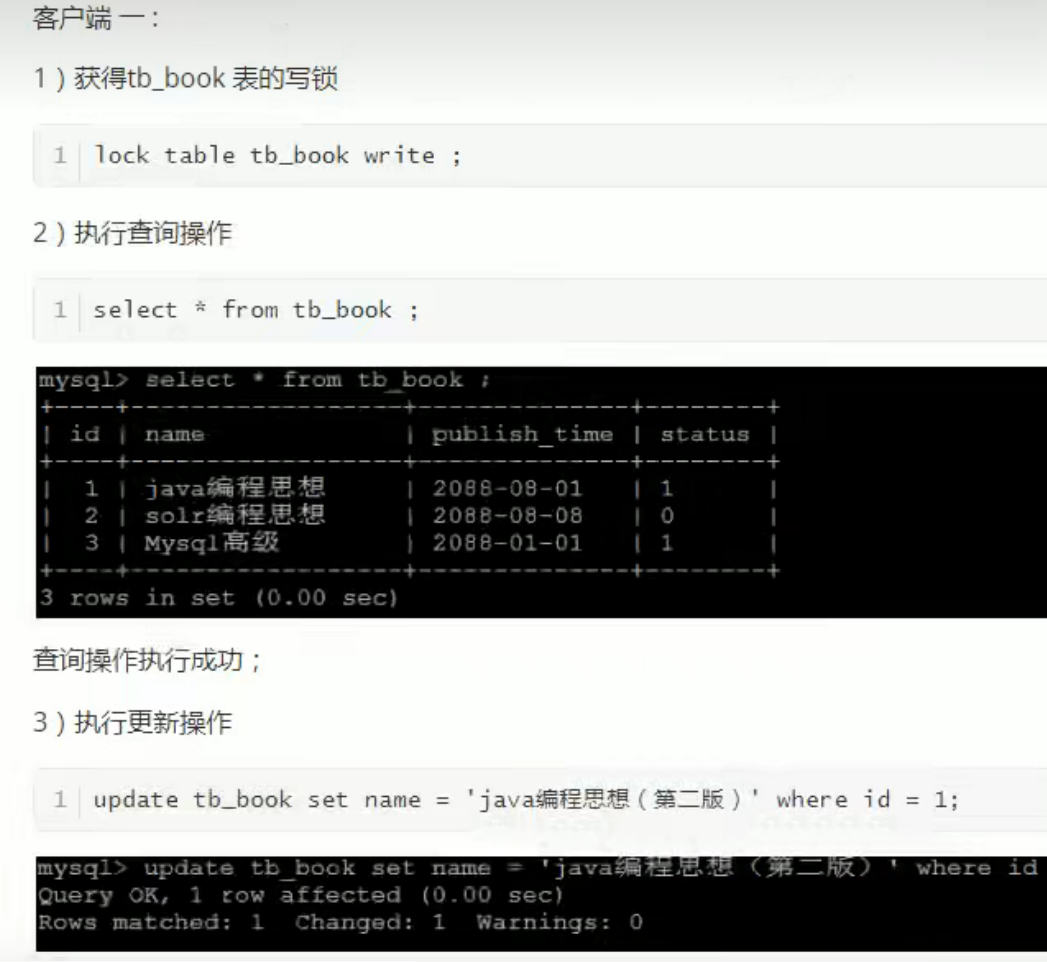 客户端 一 :
1 ) 获得tb_book 表的写锁
1 lock table tb_book write ;
2 ) 执行查询操作
1 select * from tb_book ;
mysql> select * from tb_book ;
+----+-------------------+--------------+--------+
| id | name | publish_time | status |
+----+-------------------+--------------+--------+
| 1 | java编程思想 | 2088-08-01 | 1 |
| 2 | solr编程思想 | 2088-08-08 | 0 |
| 3 | Mysql高级 | 2088-01-01 | 1 |
+----+-------------------+--------------+--------+
3 rows in set (0.00 sec)
查询操作执行成功 ;
3 ) 执行更新操作
1 update tb_book set name = 'java编程思想（第二版）' where id = 1;
mysql> update tb_book set name = 'java编程思想（第二版）' where id
Query OK, 1 row affected (0.00 sec)
Rows matched: 1 Changed: 1 Warnings: 0